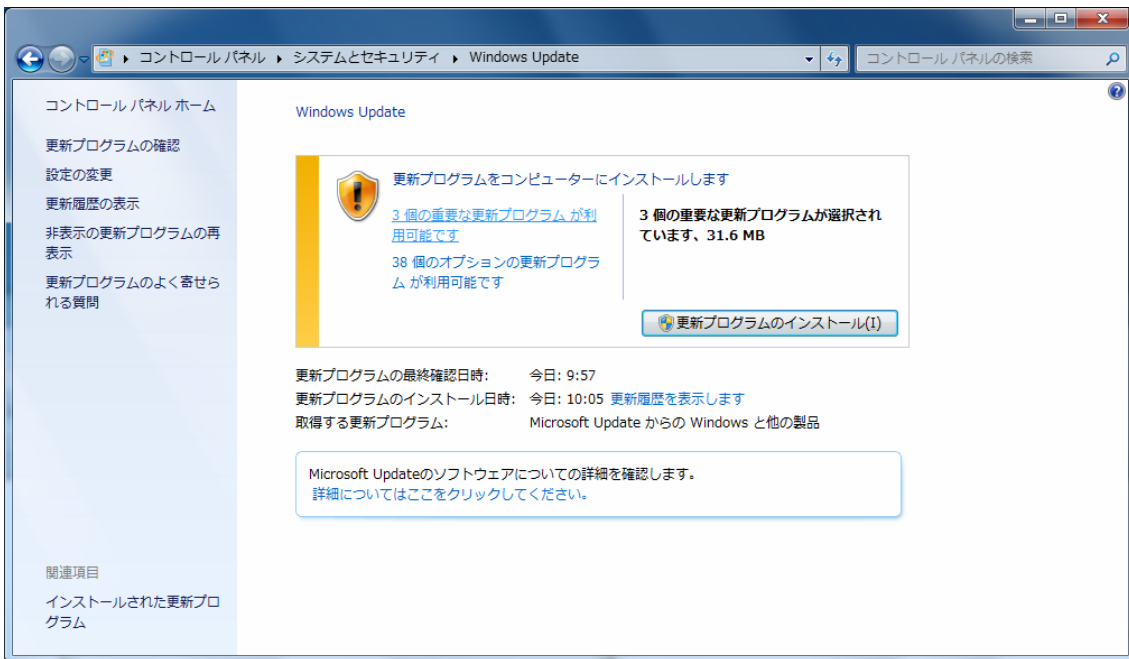 コントロール パネル ▸ システムとセキュリティ ▸ Windows Update
コントロール パネルの検索
コントロール パネル ホーム
更新プログラムの確認
設定の変更
更新履歴の表示
非表示の更新プログラムの再
表示
更新プログラムのよく寄せら
れる質問
関連項目
インストールされた更新プロ
グラム
Windows Update
更新プログラムをコンピューターにインストールします
3 個の重要な更新プログラム が利
用可能です
38 個のオプションの更新プログラ
ム が利用可能です
3 個の重要な更新プログラムが選択され
ています、31.6 MB
更新プログラムのインストール(I)
更新プログラムの最終確認日時: 今日: 9:57
更新プログラムのインストール日時: 今日: 10:05 更新履歴を表示します
取得する更新プログラム: Microsoft Update からの Windows と他の製品
Microsoft Updateのソフトウェアについての詳細を確認します。
詳細についてはここをクリックしてください。